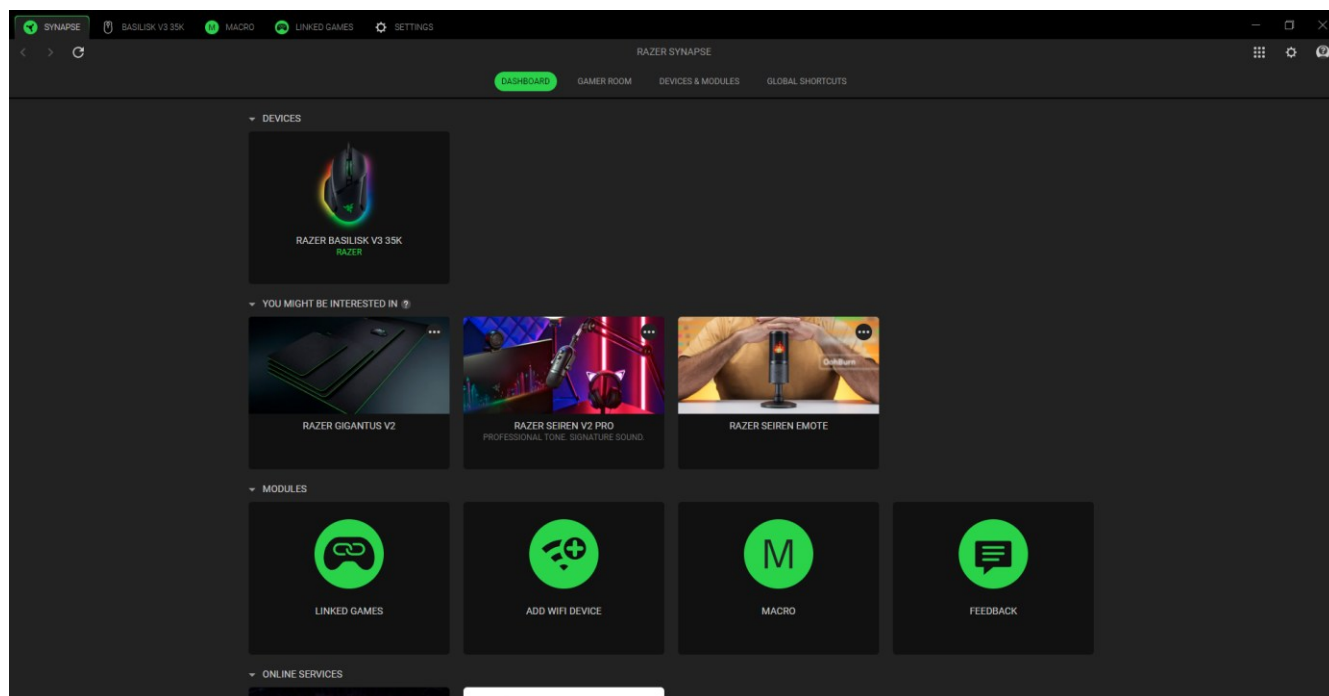 SYNAPSE BASILISK V3 35K M MACRO LINKED GAMES SETTINGS
RAZER SYNAPSE
DASHBOARD GAMER ROOM DEVICES & MODULES GLOBAL SHORTCUTS
DEVICES
RAZER BASILISK V3 35K
RAZER
YOU MIGHT BE INTERESTED IN ?
OohBurn
RAZER GIGANTUS V2
RAZER SEIREN V2 PRO
PROFESSIONAL TONE. SIGNATURE SOUND.
RAZER SEIREN EMOTE
MODULES
M
LINKED GAMES
ADD WIFI DEVICE
MACRO
FEEDBACK
ONLINE SERVICES